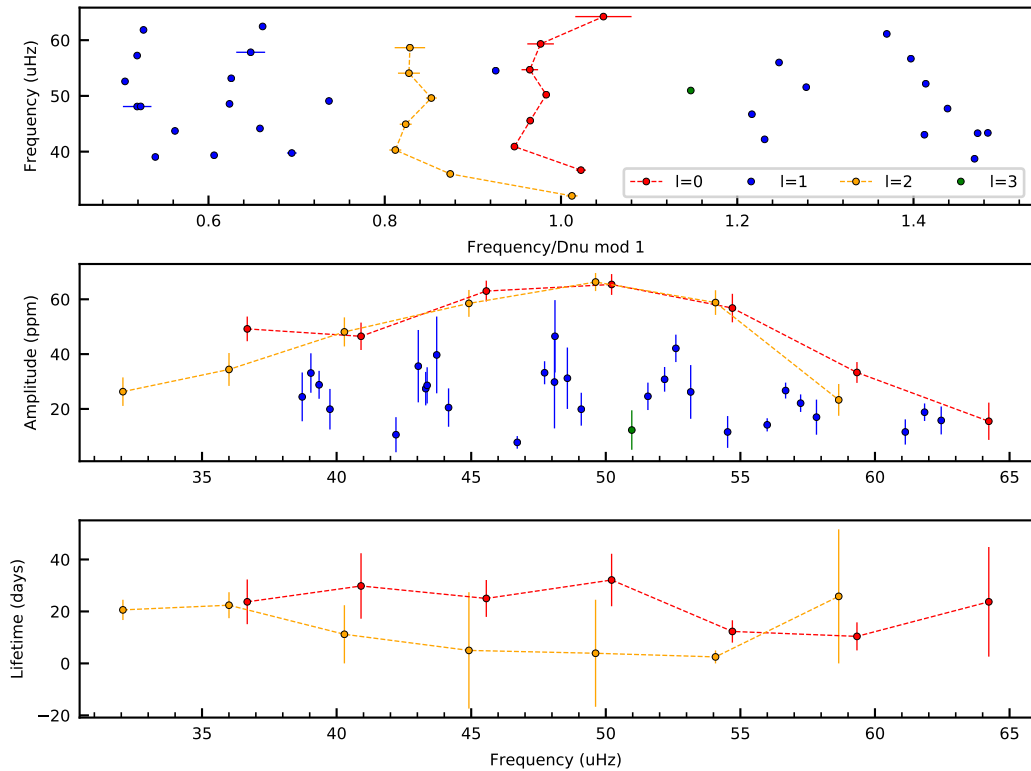 Frequency (uHz)
60
50
40
l=0 l=1 l=2 l=3
0.6 0.8 1.0 1.2 1.4
Frequency/Dnu mod 1
Amplitude (ppm)
60
40
20
35 40 45 50 55 60 65
Lifetime (days)
40
20
0
−20
35 40 45 50 55 60 65
Frequency (uHz)